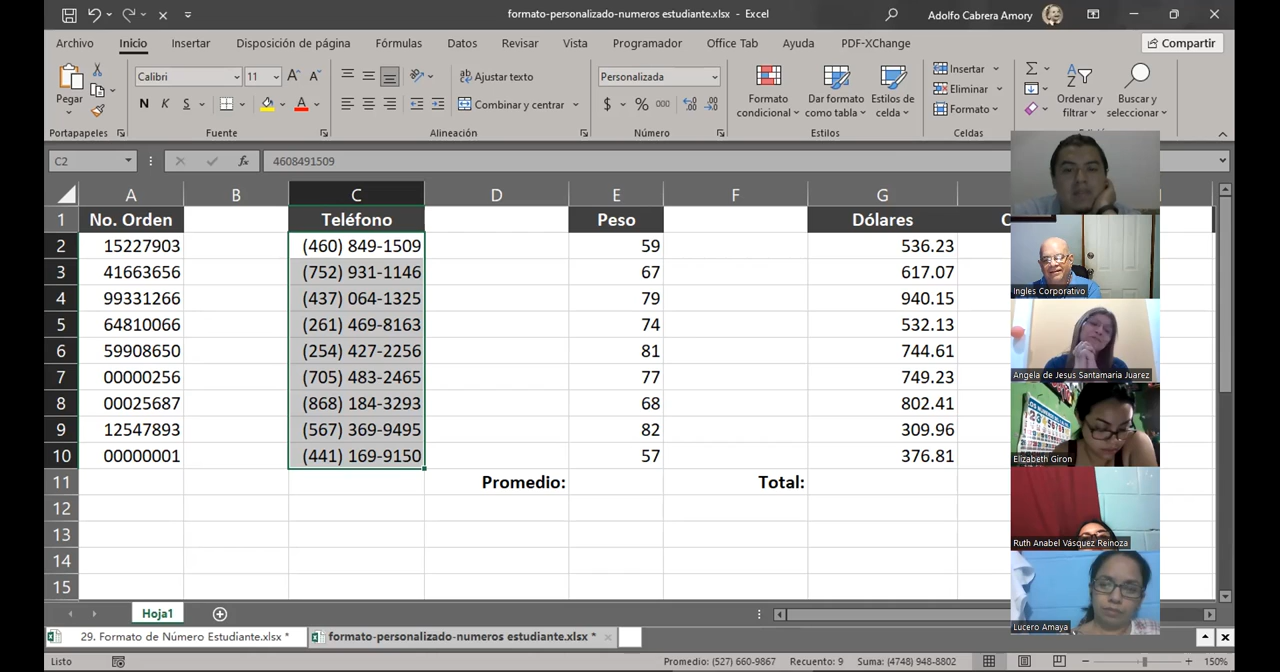 formato-personalizado-numeros estudiante.xlsx - Excel
Adolfo Cabrera Amory
Archivo Inicio Insertar Disposición de página Fórmulas Datos Revisar Vista Programador Office Tab Ayuda PDF-XChange Compartir
Pegar
Portapapeles
Calibri 11
N K S
Fuente
Ajustar texto
Combinar y centrar
Alineación
Personalizada
$ % 000
Número
Formato condicional
Dar formato como tabla
Estilos de celda
Estilos
Insertar
Eliminar
Formato
Celdas
Ordenar y filtrar
Buscar y seleccionar
C2 fx 4608491509
A B C D E F G
1 No. Orden Teléfono Peso Dólares C
2 15227903 (460) 849-1509 59 536.23
3 41663656 (752) 931-1146 67 617.07
4 99331266 (437) 064-1325 79 940.15
5 64810066 (261) 469-8163 74 532.13
6 59908650 (254) 427-2256 81 744.61
7 00000256 (705) 483-2465 77 749.23
8 00025687 (868) 184-3293 68 802.41
9 12547893 (567) 369-9495 82 309.96
10 00000001 (441) 169-9150 57 376.81
11 Promedio: Total:
12
13
14
15
Ingles Corporativo
Angela de Jesus Santamaria Juarez
Elizabeth Giron
Ruth Anabel Vásquez Reinoza
Lucero Amaya
Hoja1
29. Formato de Número Estudiante.xlsx *
formato-personalizado-numeros estudiante.xlsx *
Listo
Promedio: (527) 660-9867 Recuento: 9 Suma: (4748) 948-8802
150%